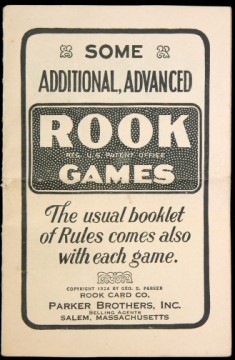 SOME
ADDITIONAL, ADVANCED
ROOK
REG. U.S. PATENT OFFICE
GAMES
The usual booklet
of Rules comes also
with each game.
COPYRIGHT 1924 BY GEO. S. PARKER
ROOK CARD CO.
PARKER BROTHERS, INC.
SELLING AGENTS
SALEM, MASSACHUSETTS